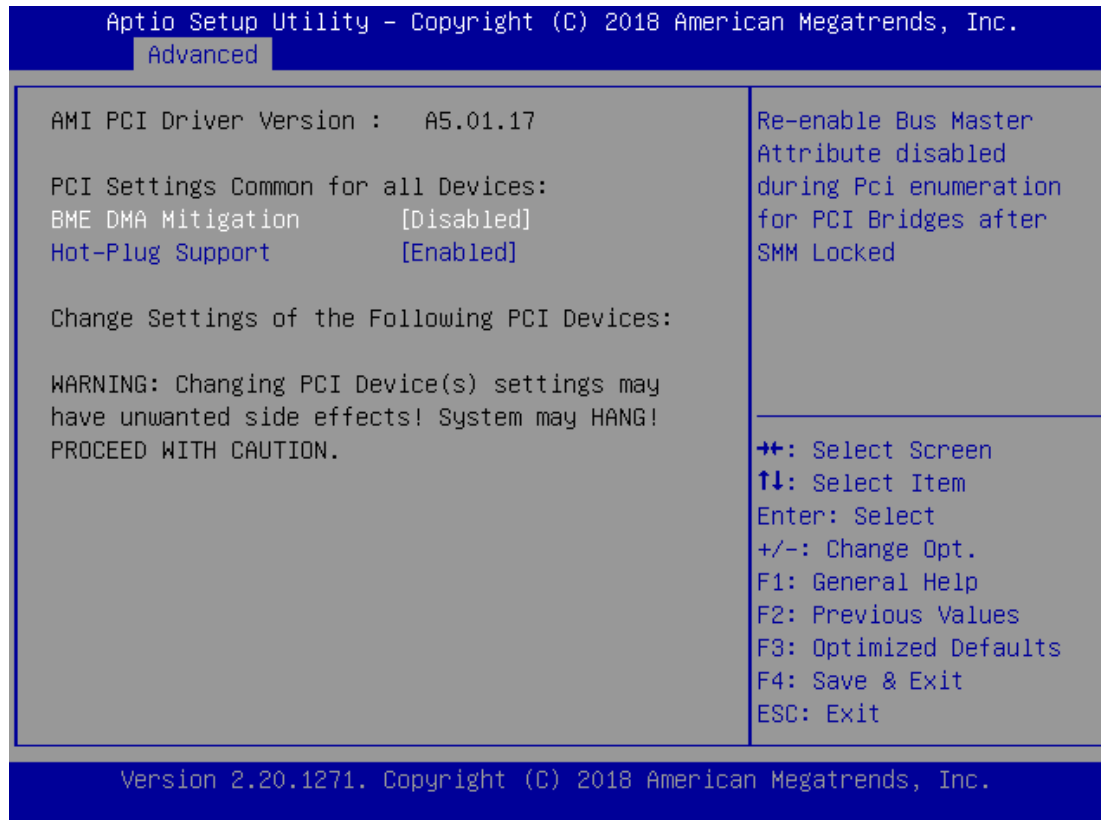 Aptio Setup Utility – Copyright (C) 2018 American Megatrends, Inc.
Advanced
AMI PCI Driver Version :   A5.01.17
PCI Settings Common for all Devices:
BME DMA Mitigation   [Disabled]
Hot-Plug Support   [Enabled]
Change Settings of the Following PCI Devices:
WARNING: Changing PCI Device(s) settings may
have unwanted side effects! System may HANG!
PROCEED WITH CAUTION.
Re-enable Bus Master
Attribute disabled
during Pci enumeration
for PCI Bridges after
SMM Locked
→←: Select Screen
↑↓: Select Item
Enter: Select
+/-: Change Opt.
F1: General Help
F2: Previous Values
F3: Optimized Defaults
F4: Save & Exit
ESC: Exit
Version 2.20.1271. Copyright (C) 2018 American Megatrends, Inc.